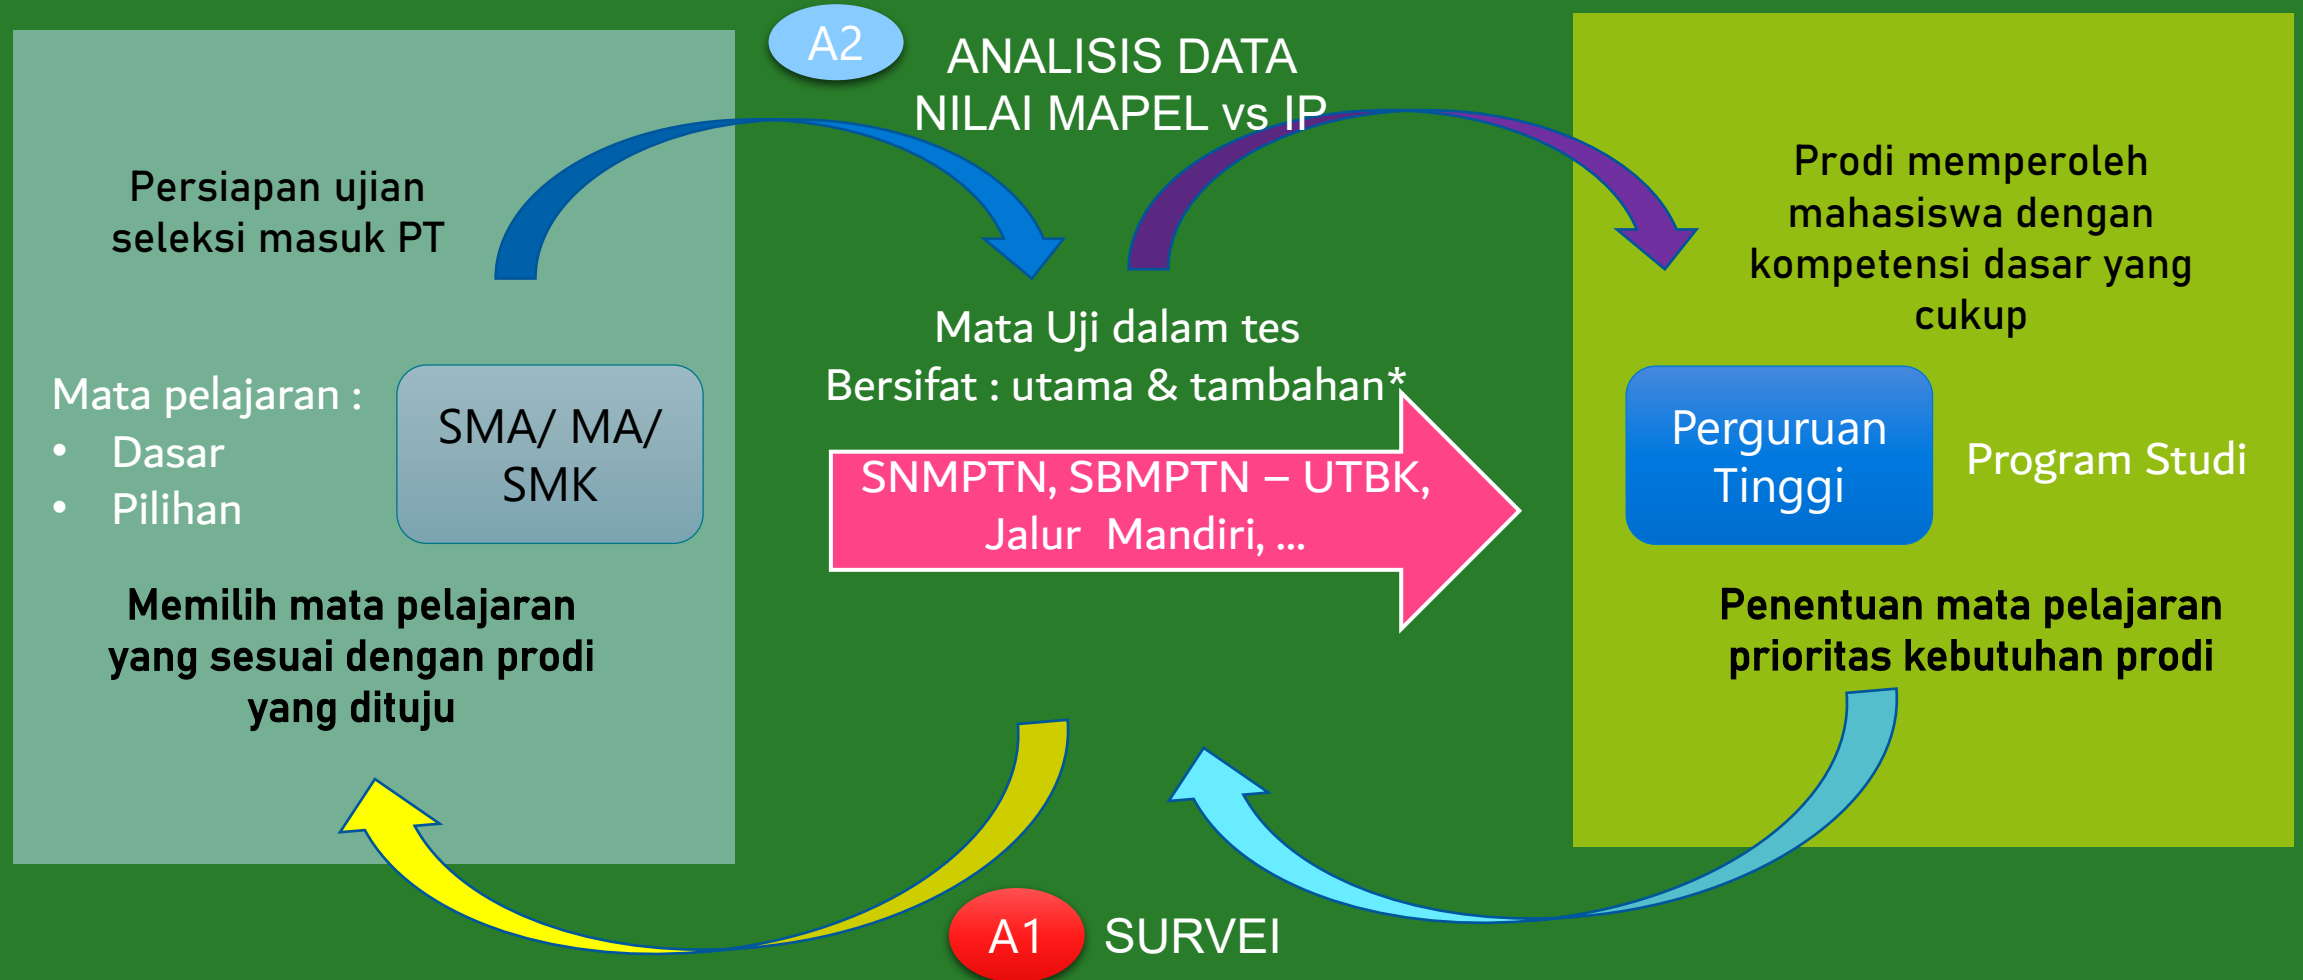 A2
ANALISIS DATA
NILAI MAPEL vs IP
Persiapan ujian
seleksi masuk PT
Mata pelajaran :
• Dasar
• Pilihan
SMA/ MA/
SMK
Memilih mata pelajaran
yang sesuai dengan prodi
yang dituju
Mata Uji dalam tes
Bersifat : utama & tambahan*
SNMPTN, SBMPTN – UTBK,
Jalur Mandiri, ...
Prodi memperoleh
mahasiswa dengan
kompetensi dasar yang
cukup
Perguruan
Tinggi
Program Studi
Penentuan mata pelajaran
prioritas kebutuhan prodi
A1
SURVEI